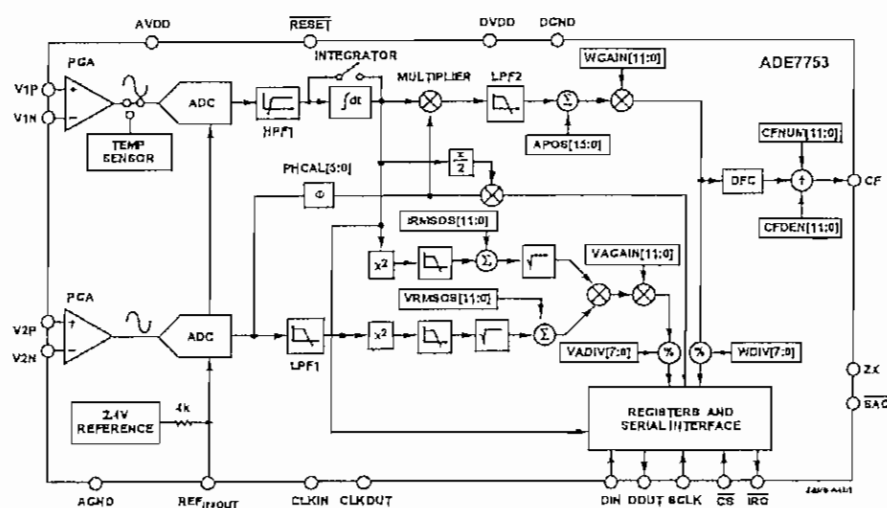 AVDD
RESET
DVDD
DGND
INTEGRATOR
WGAIN[11:0]
ADE7753
PGA
MULTIPLIER
LPF2
V1P
V1N
ADC
HPF1
∫dt
Σ
TEMP
SENSOR
APOS[15:0]
CFNUM[11:0]
PHCAL[5:0]
Φ
π
2
DFC
CF
IRMSOS[11:0]
CFDEN[11:0]
x²
Σ
√
VAGAIN[11:0]
PGA
VRMSOS[11:0]
V2P
V2N
ADC
LPF1
x²
√
Σ
VADIV[7:0]
%
%
WDIV[7:0]
ZX
SAG
2.4V
REFERENCE
4k
REGISTERS AND
SERIAL INTERFACE
AGND
REFIN/OUT
CLKIN
CLKOUT
DIN
DOUT
SCLK
CS
IRQ